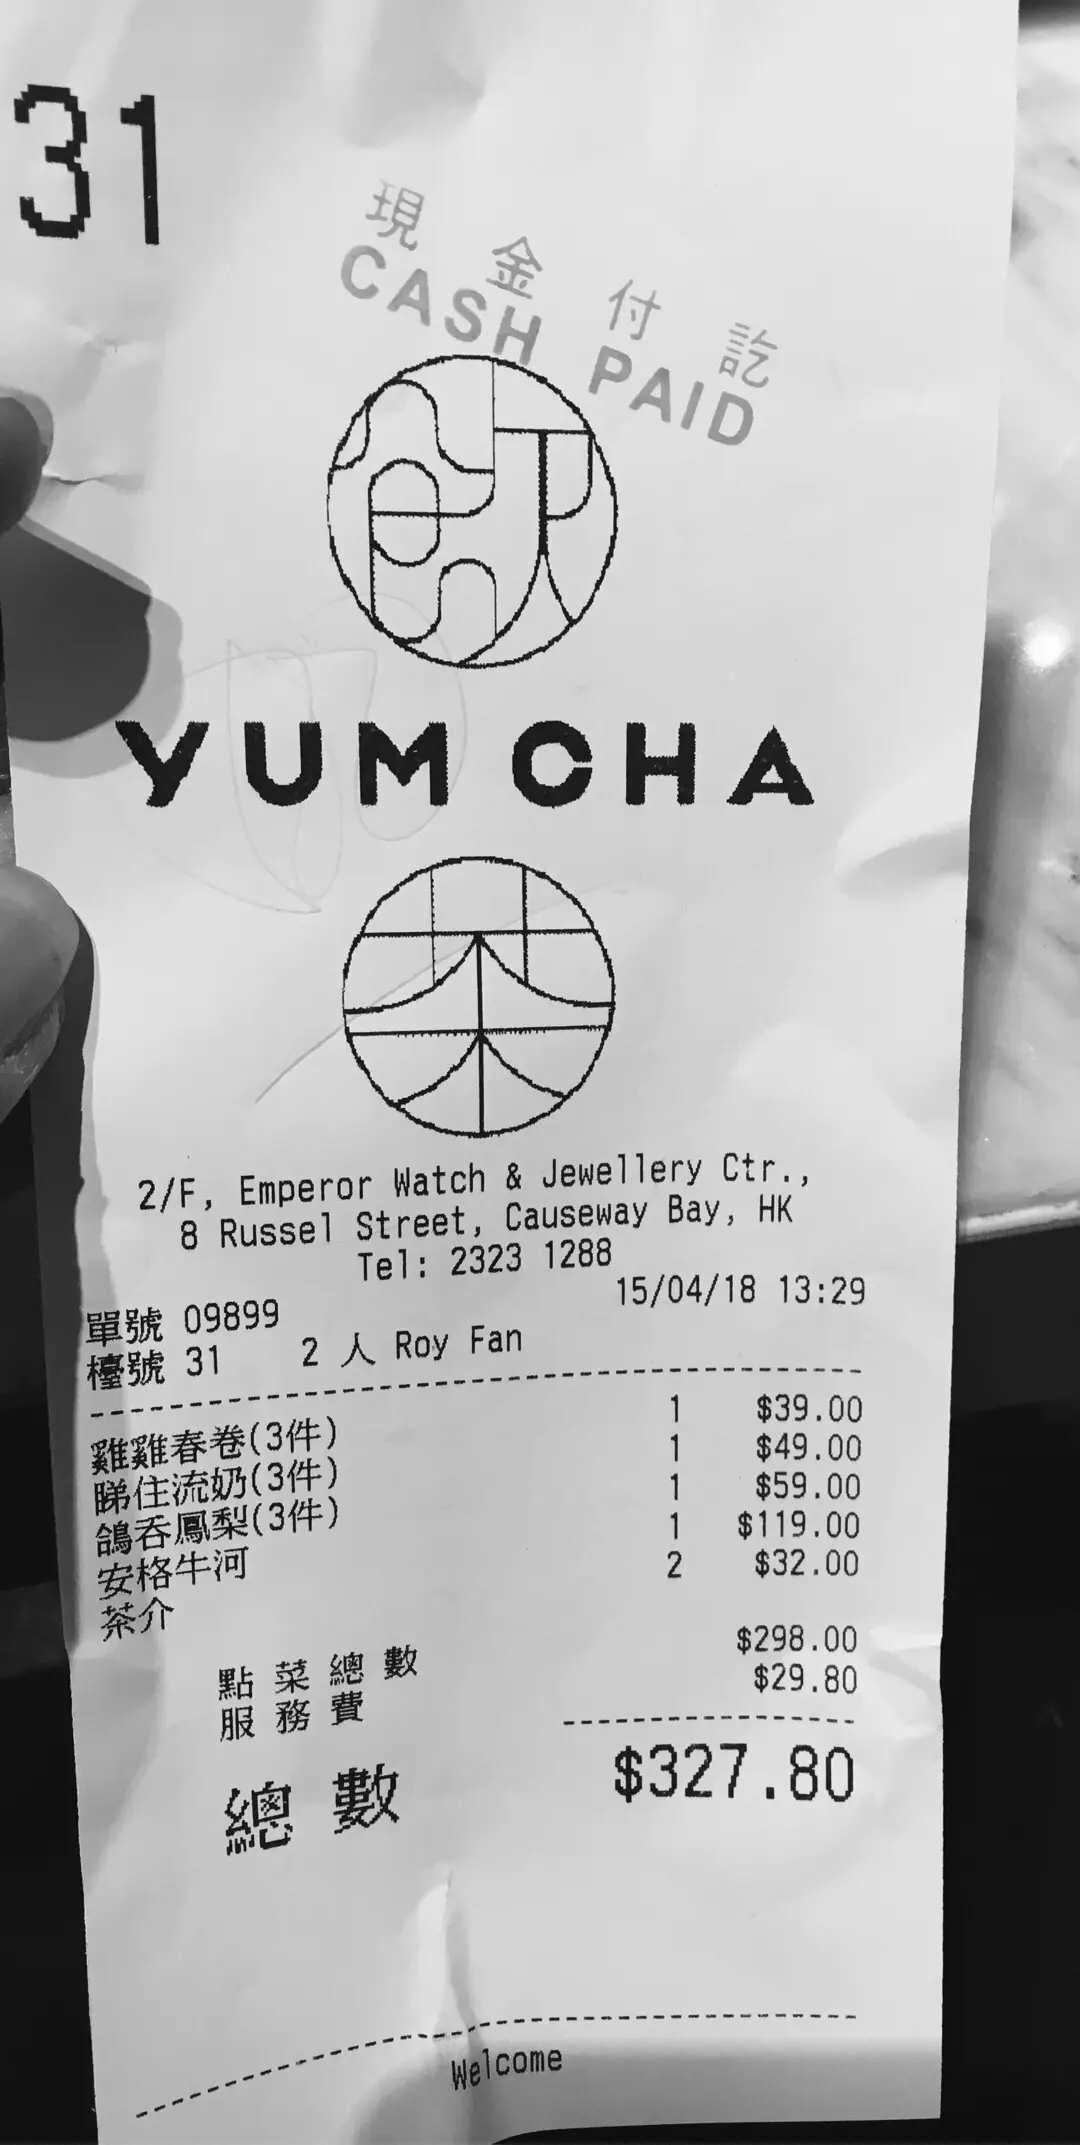 31
現金付訖
CASH PAID
飲
YUM CHA
茶
2/F, Emperor Watch & Jewellery Ctr.,
8 Russel Street, Causeway Bay, HK
Tel: 2323 1288
15/04/18 13:29
單號 09899
檯號 31 2 人 Roy Fan
雞雞春卷(3件) 1 $39.00
睇住流奶(3件) 1 $49.00
鴿吞鳳梨(3件) 1 $59.00
安格牛河 1 $119.00
茶介 2 $32.00
點菜總數 $298.00
服務費 $29.80
總數 $327.80
Welcome